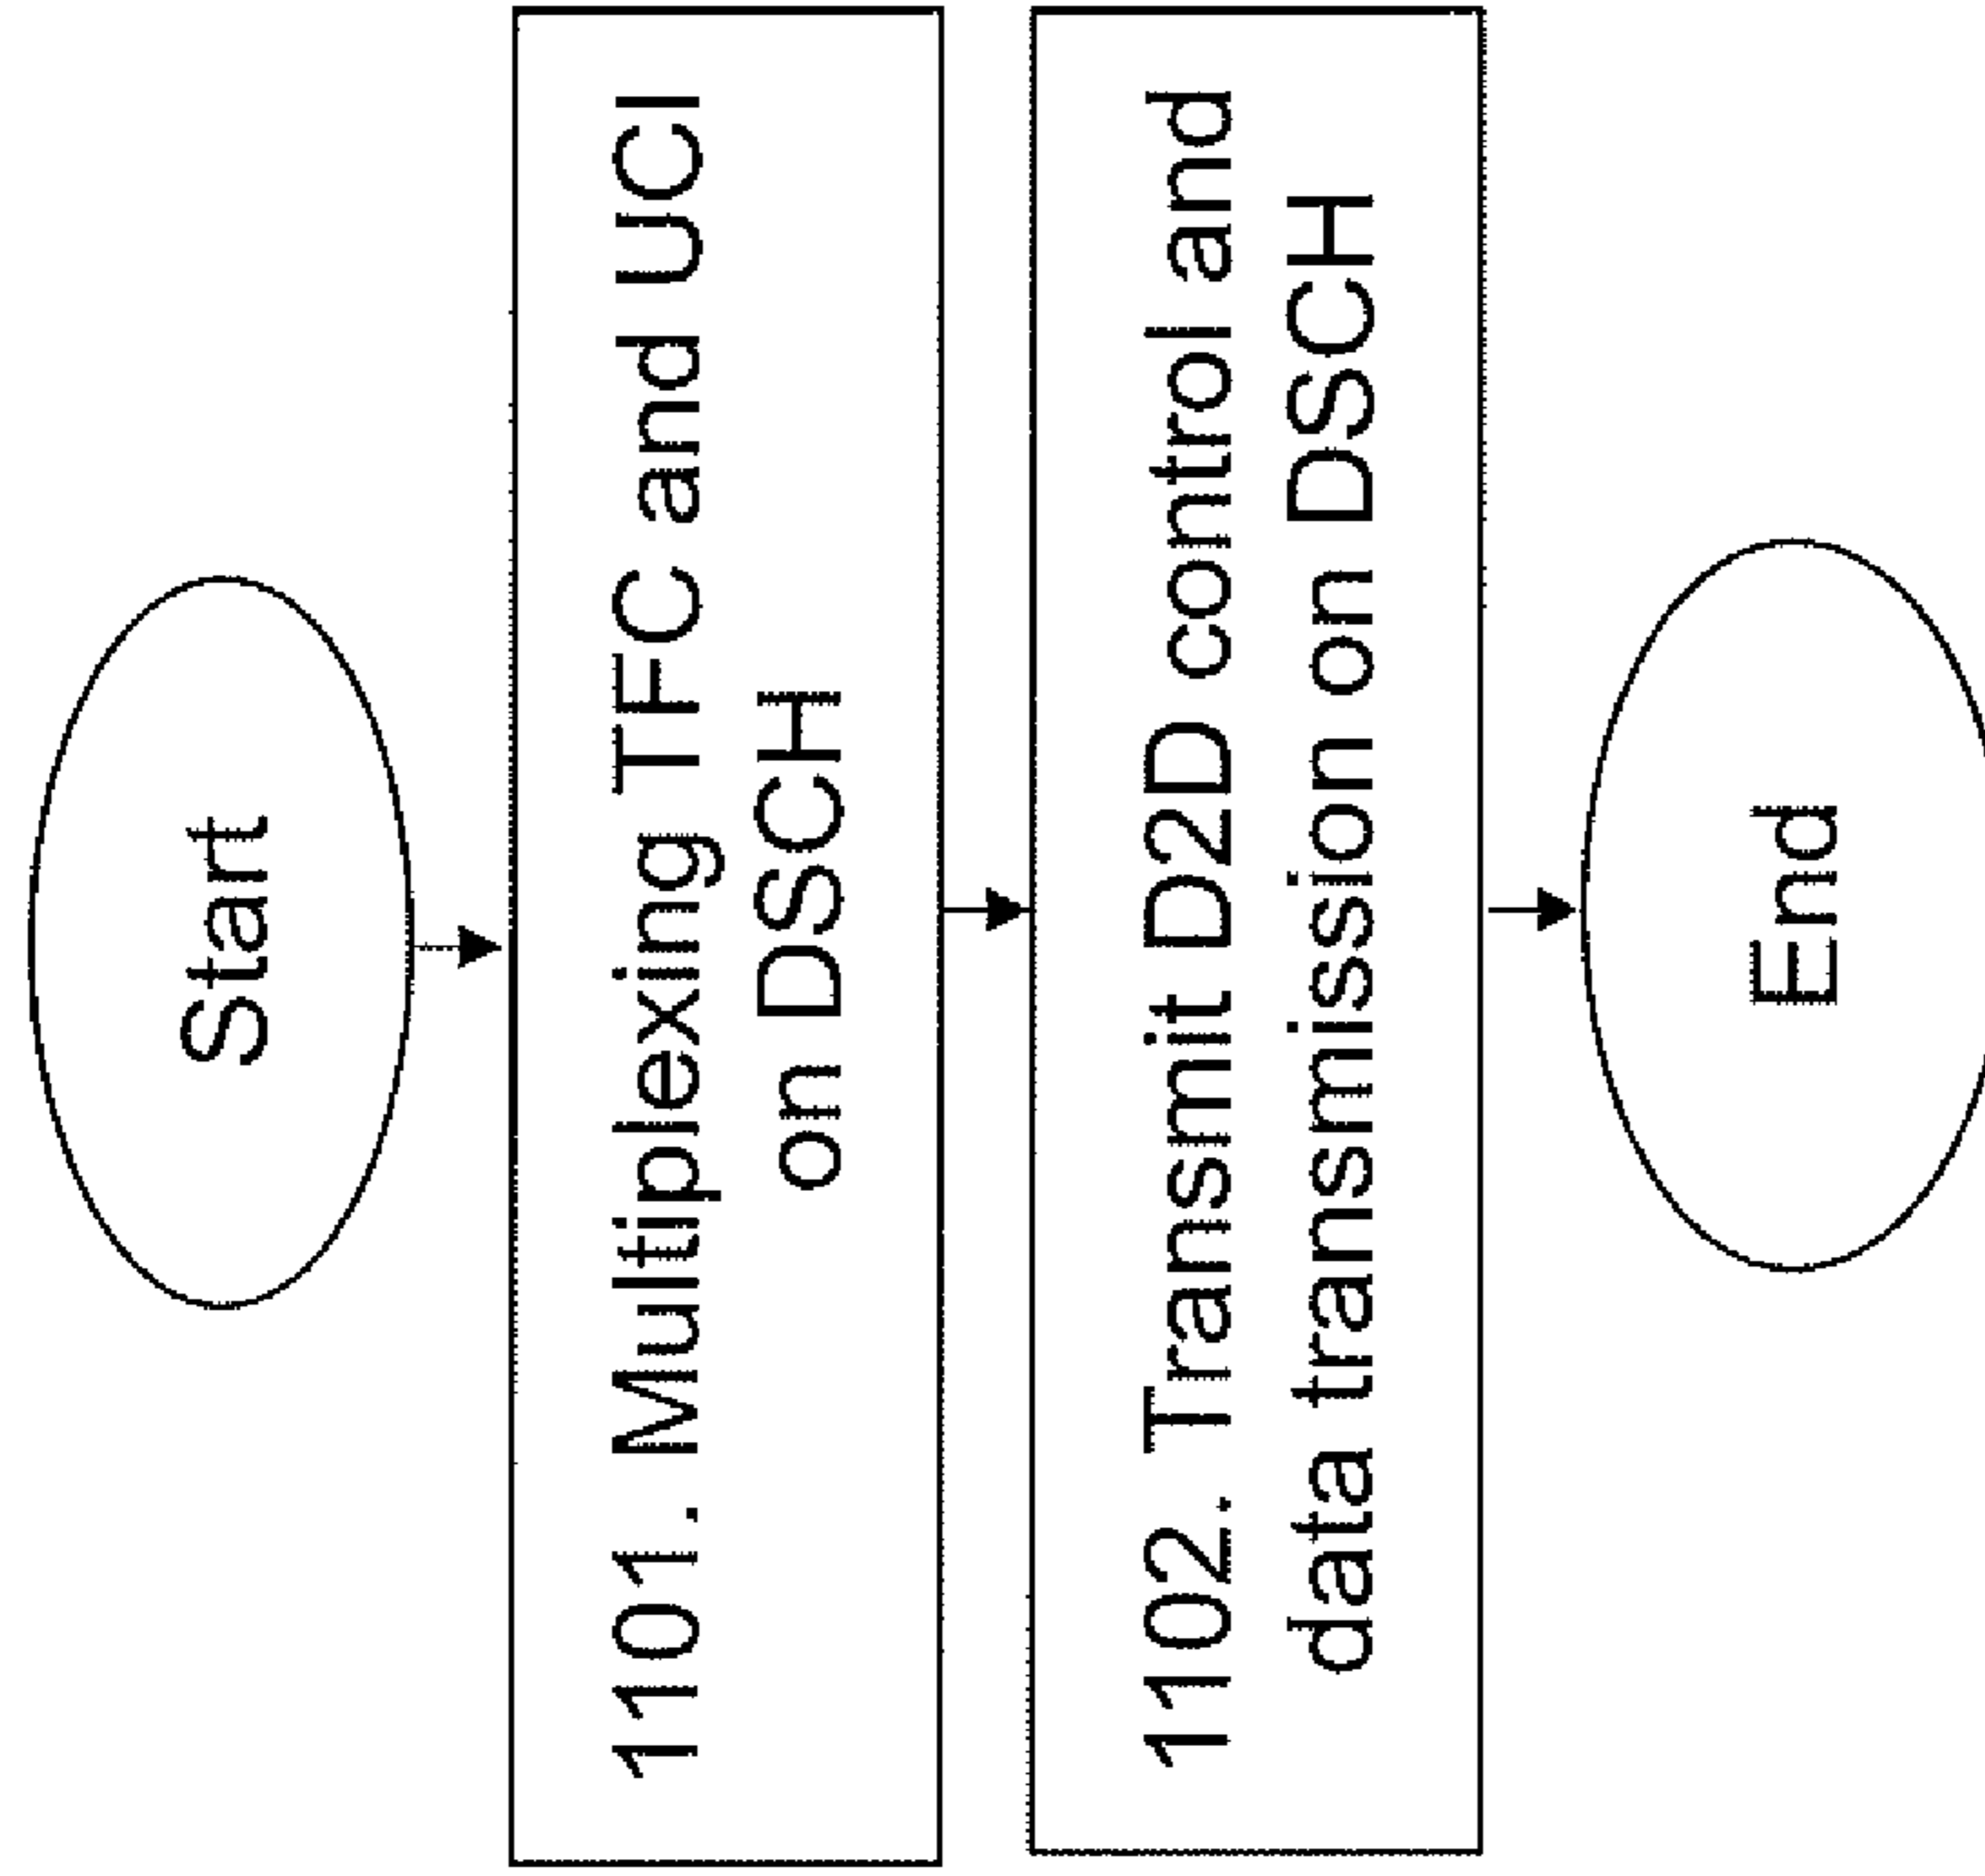 Start
1101. Multiplexing TFC and UCI
on DSCH
1102. Transmit D2D control and
data transmission on DSCH
End